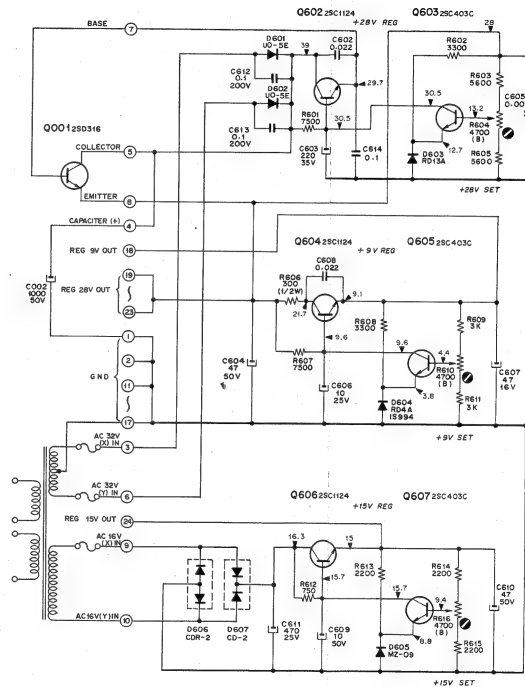 Q602 2SC1124
+28V REG
Q603 2SC403C
28
BASE
7
D601
UO-5E
39
C602
0.022
R602
3300
C612
0.1
200V
D602
UO-5E
29.7
R603
5600
C605
Q001 2SD316
C613
0.1
200V
R601
7500
30.5
30.5
13.2
R604
4700
(B)
COLLECTOR
5
C603
220
35V
C614
0.1
D603
RD13A
12.7
R605
5600
EMITTER
8
+28V SET
CAPACITER (+)
4
REG 9V OUT
18
Q604 2SC1124
+9V REG
Q605 2SC403C
C002
1000
50V
REG 28V OUT
19
23
C608
0.022
R606
300
(1/2W)
21.7
9.1
R608
3300
R609
3K
1
9.6
9.6
4.4
R610
4700
(B)
C607
47
16V
GND
2
11
17
C604
47
50V
R607
7500
C606
10
25V
D604
RD4A
1S994
3.8
R611
3K
+9V SET
AC 32V
(X) IN
3
AC 32V
(Y) IN
6
REG 15V OUT
24
Q606 2SC1124
+15V REG
Q607 2SC403C
AC 16V
(X) IN
9
16.3
15
R613
2200
R614
2200
R612
750
15.7
15.7
9.4
R616
4700
(B)
C610
47
50V
AC16V(Y)IN
10
D606
CDR-2
D607
CD-2
C611
470
25V
C609
10
50V
D605
MZ-09
8.8
R615
2200
+15V SET